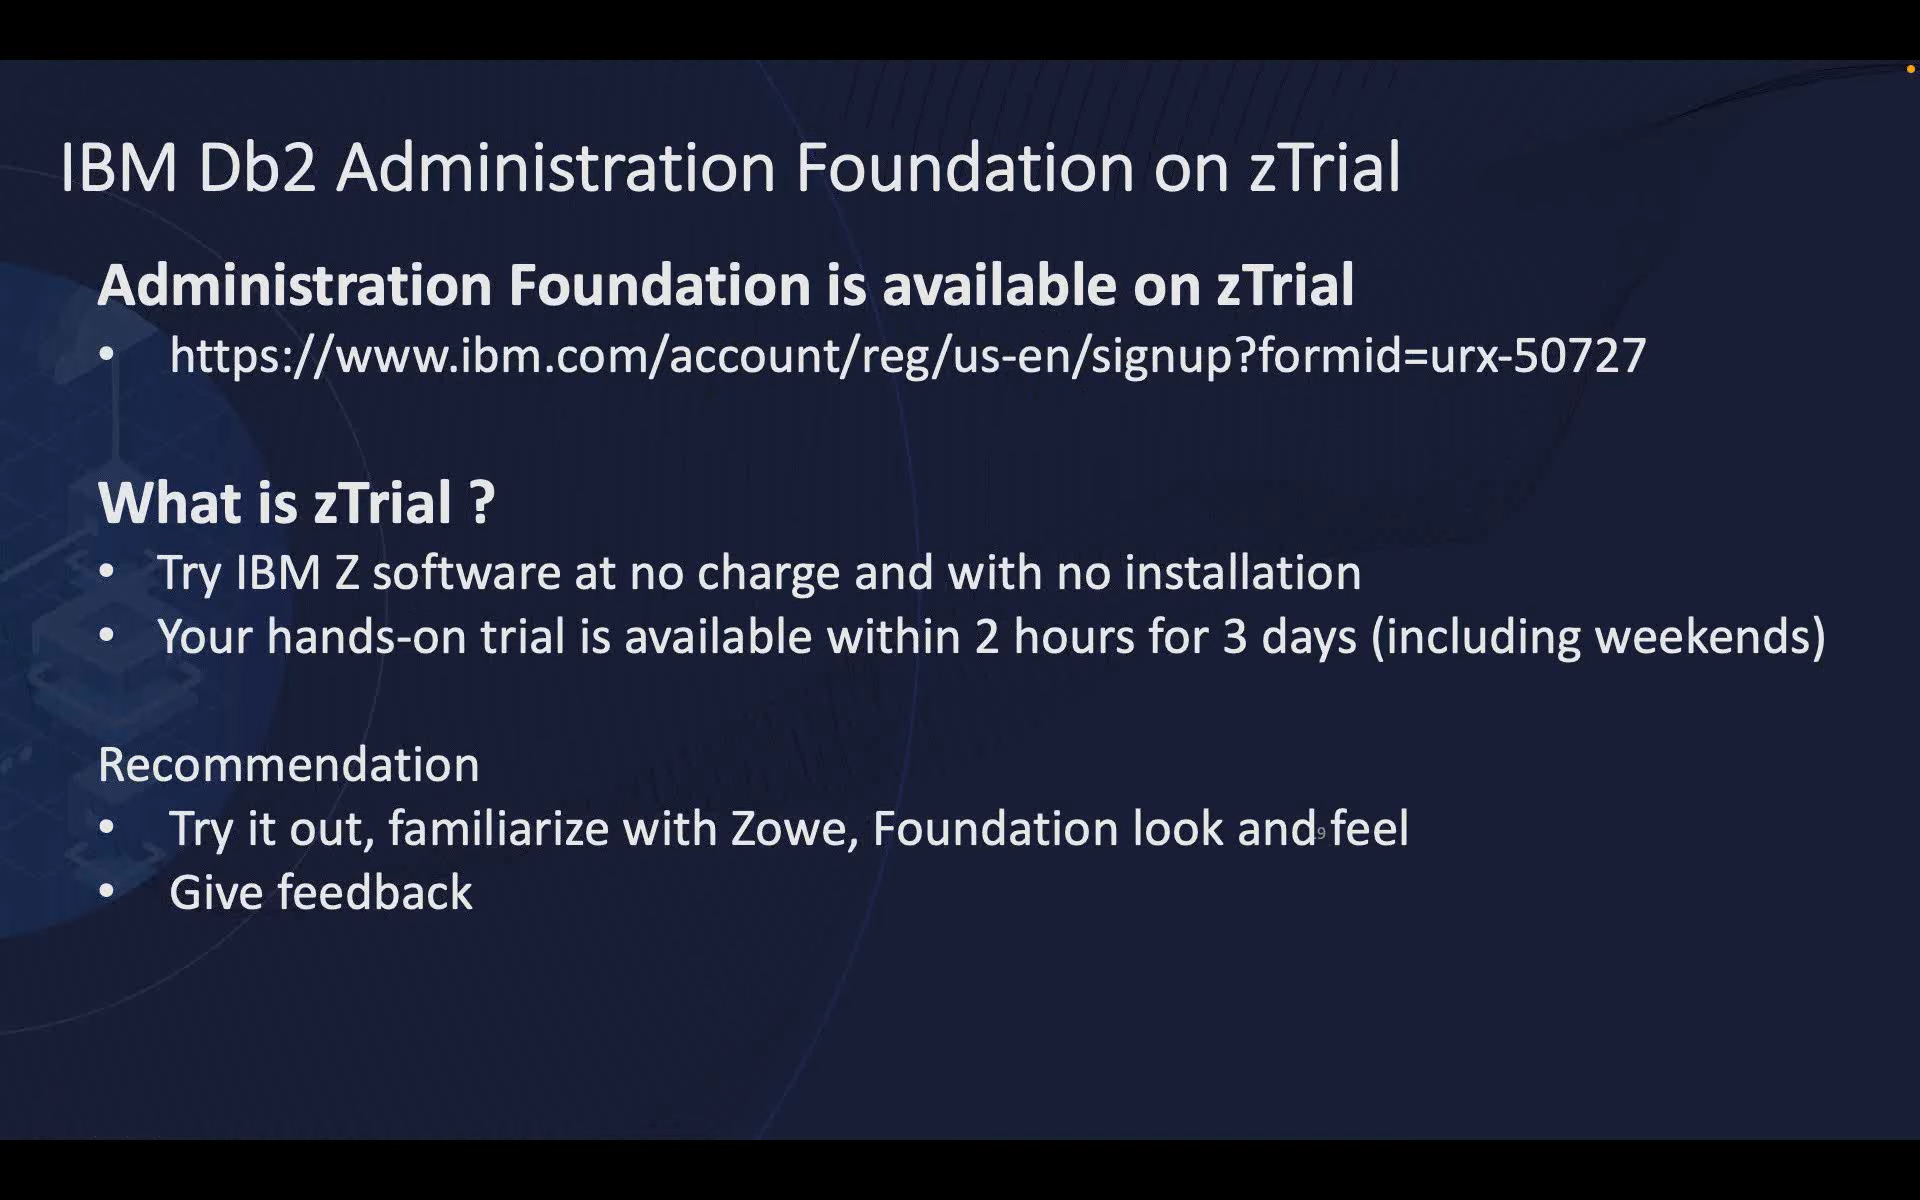 IBM Db2 Administration Foundation on zTrial
Administration Foundation is available on zTrial
• https://www.ibm.com/account/reg/us-en/signup?formid=urx-50727
What is zTrial ?
• Try IBM Z software at no charge and with no installation
• Your hands-on trial is available within 2 hours for 3 days (including weekends)
Recommendation
• Try it out, familiarize with Zowe, Foundation look and feel
• Give feedback